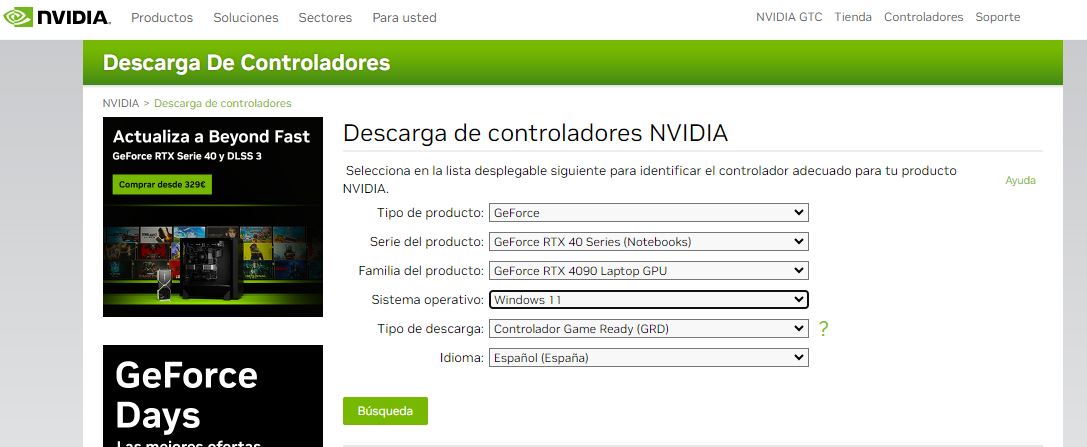 NVIDIA. Productos Soluciones Sectores Para usted NVIDIA GTC Tienda Controladores Soporte
Descarga De Controladores
NVIDIA > Descarga de controladores
Actualiza a Beyond Fast
GeForce RTX Serie 40 y DLSS 3
Comprar desde 329€
GeForce
Days
Las mejores ofertas
Descarga de controladores NVIDIA
Selecciona en la lista desplegable siguiente para identificar el controlador adecuado para tu producto
NVIDIA.
Ayuda
Tipo de producto: GeForce
Serie del producto: GeForce RTX 40 Series (Notebooks)
Familia del producto: GeForce RTX 4090 Laptop GPU
Sistema operativo: Windows 11
Tipo de descarga: Controlador Game Ready (GRD) ?
Idioma: Español (España)
Búsqueda